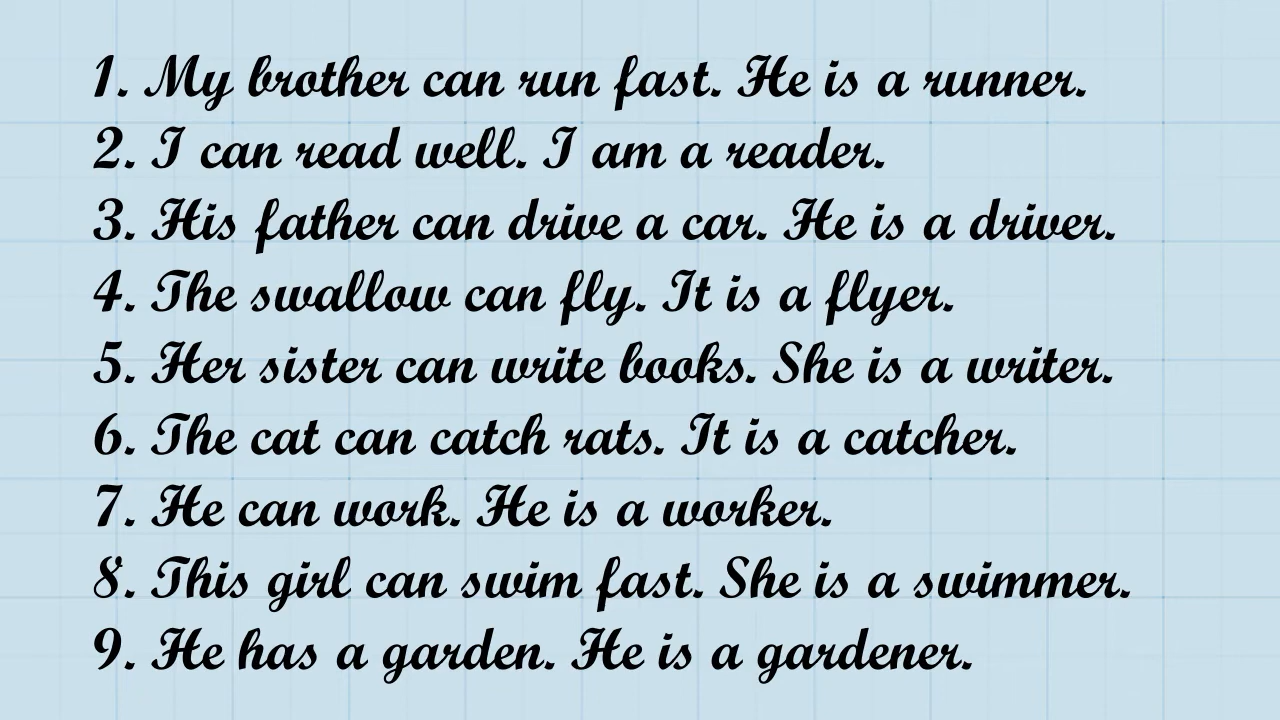 1. My brother can run fast. He is a runner.
2. I can read well. I am a reader.
3. His father can drive a car. He is a driver.
4. The swallow can fly. It is a flyer.
5. Her sister can write books. She is a writer.
6. The cat can catch rats. It is a catcher.
7. He can work. He is a worker.
8. This girl can swim fast. She is a swimmer.
9. He has a garden. He is a gardener.